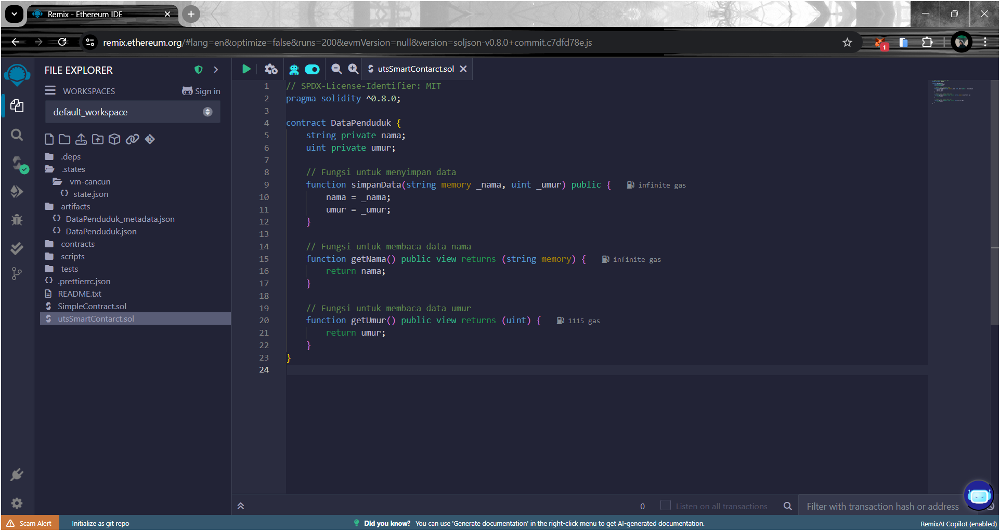 Remix - Ethereum IDE
remix.ethereum.org/#lang=en&optimize=false&runs=200&evmVersion=null&version=soljson-v0.8.0+commit.c7dfd78e.js
1
FILE EXPLORER
WORKSPACES
Sign in
default_workspace
.deps
.states
vm-cancun
{} state.json
artifacts
{} DataPenduduk_metadata.json
{} DataPenduduk.json
contracts
scripts
tests
{} .prettierrc.json
README.txt
SimpleContract.sol
utsSmartContarct.sol
utsSmartContarct.sol
1 // SPDX-License-Identifier: MIT
2 pragma solidity ^0.8.0;
3
4 contract DataPenduduk {
5 string private nama;
6 uint private umur;
7
8 // Fungsi untuk menyimpan data
9 function simpanData(string memory _nama, uint _umur) public { infinite gas
10 nama = _nama;
11 umur = _umur;
12 }
13
14 // Fungsi untuk membaca data nama
15 function getNama() public view returns (string memory) { infinite gas
16 return nama;
17 }
18
19 // Fungsi untuk membaca data umur
20 function getUmur() public view returns (uint) { 1115 gas
21 return umur;
22 }
23 }
24
0
Listen on all transactions
Filter with transaction hash or address
Scam Alert
Initialize as git repo
Did you know? You can use 'Generate documentation' in the right-click menu to get AI-generated documentation.
RemixAI Copilot (enabled)